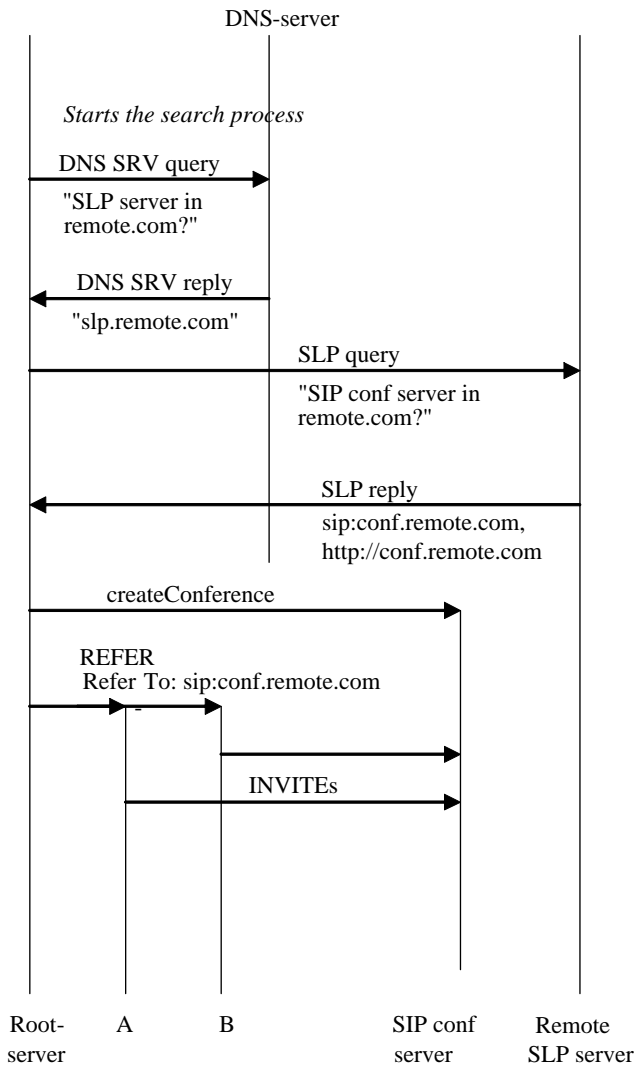 DNS-server
Starts the search process
DNS SRV query
"SLP server in
remote.com?"
DNS SRV reply
"slp.remote.com"
SLP query
"SIP conf server in
remote.com?"
SLP reply
sip:conf.remote.com,
http://conf.remote.com
createConference
REFER
Refer To: sip:conf.remote.com
INVITEs
Root-
server
A
B
SIP conf
server
Remote
SLP server